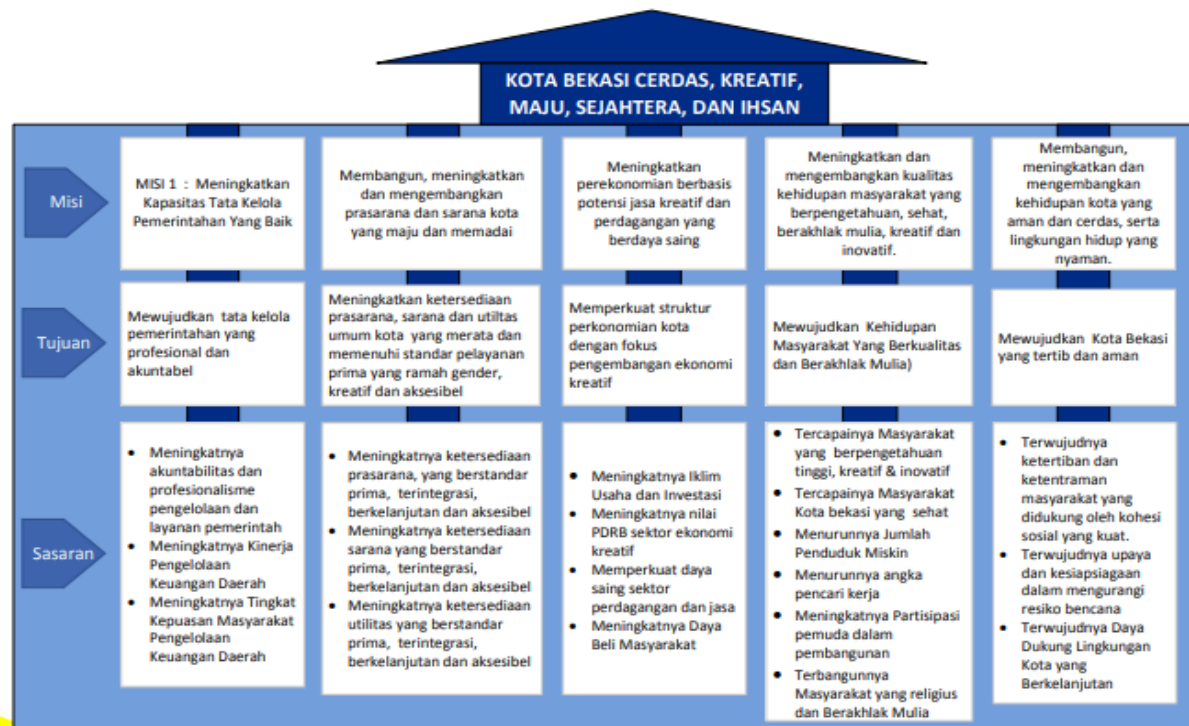 KOTA BEKASI CERDAS, KREATIF,
MAJU, SEJAHTERA, DAN IHSAN
Misi
MISI 1 : Meningkatkan
Kapasitas Tata Kelola
Pemerintahan Yang Baik
Membangun, meningkatkan
dan mengembangkan
prasarana dan sarana kota
yang maju dan memadai
Meningkatkan
perekonomian berbasis
potensi jasa kreatif dan
perdagangan yang
berdaya saing
Meningkatkan dan
mengembangkan kualitas
kehidupan masyarakat yang
berpengetahuan, sehat,
berakhlak mulia, kreatif dan
inovatif.
Membangun,
meningkatkan dan
mengembangkan
kehidupan kota yang
aman dan cerdas, serta
lingkungan hidup yang
nyaman.
Tujuan
Mewujudkan tata kelola
pemerintahan yang
profesional dan
akuntabel
Meningkatkan ketersediaan
prasarana, sarana dan utiltas
umum kota yang merata dan
memenuhi standar pelayanan
prima yang ramah gender,
kreatif dan aksesibel
Memperkuat struktur
perkonomian kota
dengan fokus
pengembangan ekonomi
kreatif
Mewujudkan Kehidupan
Masyarakat Yang Berkualitas
dan Berakhlak Mulia)
Mewujudkan Kota Bekasi
yang tertib dan aman
Sasaran
• Meningkatnya
akuntabilitas dan
profesionalisme
pengelolaan dan
layanan pemerintah
• Meningkatnya Kinerja
Pengelolaan
Keuangan Daerah
• Meningkatnya Tingkat
Kepuasan Masyarakat
Pengelolaan
Keuangan Daerah
• Meningkatnya ketersediaan
prasarana, yang berstandar
prima, terintegrasi,
berkelanjutan dan aksesibel
• Meningkatnya ketersediaan
sarana yang berstandar
prima, terintegrasi,
berkelanjutan dan aksesibel
• Meningkatnya ketersediaan
utilitas yang berstandar
prima, terintegrasi,
berkelanjutan dan aksesibel
• Meningkatnya Iklim
Usaha dan Investasi
• Meningkatnya nilai
PDRB sektor ekonomi
kreatif
• Memperkuat daya
saing sektor
perdagangan dan jasa
• Meningkatnya Daya
Beli Masyarakat
• Tercapainya Masyarakat
yang berpengetahuan
tinggi, kreatif & inovatif
• Tercapainya Masyarakat
Kota bekasi yang sehat
• Menurunnya Jumlah
Penduduk Miskin
• Menurunnya angka
pencari kerja
• Meningkatnya Partisipasi
pemuda dalam
pembangunan
• Terbangunnya
Masyarakat yang religius
dan Berakhlak Mulia
• Terwujudnya
ketertiban dan
ketentraman
masyarakat yang
didukung oleh kohesi
sosial yang kuat.
• Terwujudnya upaya
dan kesiapsiagaan
dalam mengurangi
resiko bencana
• Terwujudnya Daya
Dukung Lingkungan
Kota yang
Berkelanjutan